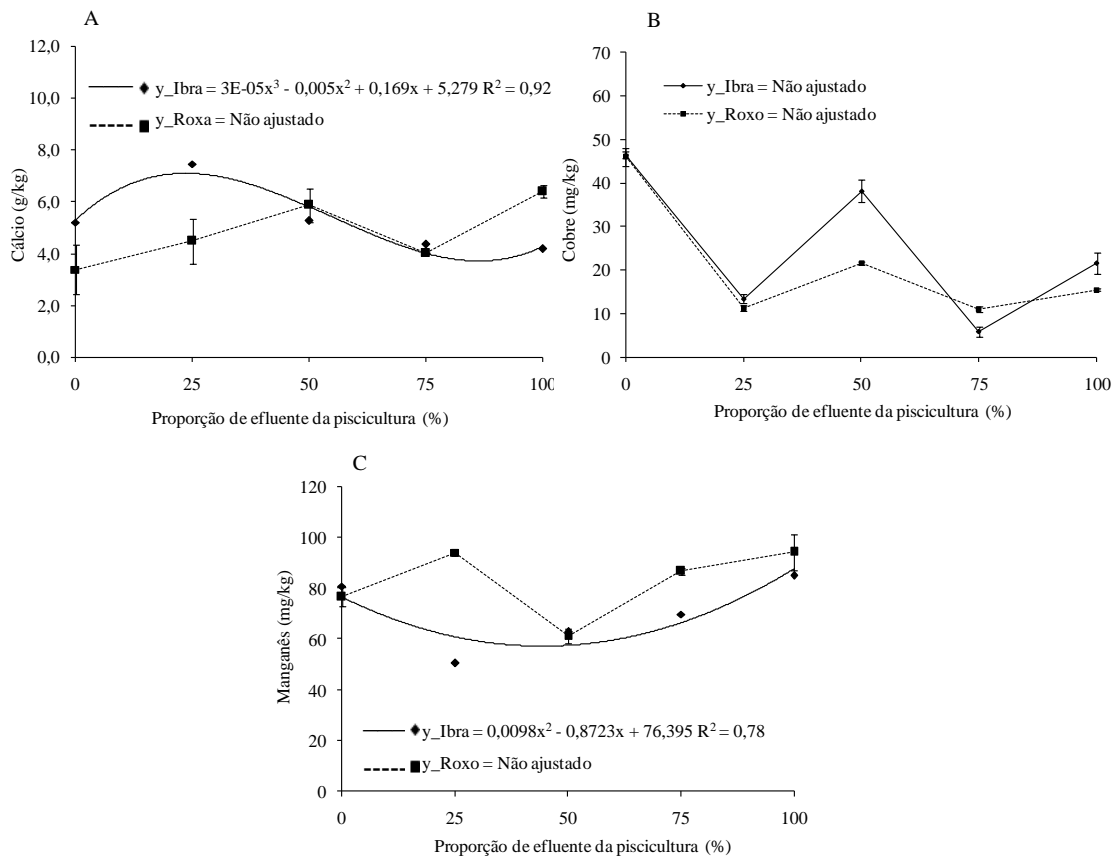 A
12,0
10,0
8,0
6,0
4,0
2,0
0,0
Cálcio (g/kg)
y_Ibra = 3E-05x³ - 0,005x² + 0,169x + 5,279 R² = 0,92
y_Roxa = Não ajustado
0 25 50 75 100
Proporção de efluente da piscicultura (%)
B
70
60
50
40
30
20
10
0
Cobre (mg/kg)
y_Ibra = Não ajustado
y_Roxo = Não ajustado
0 25 50 75 100
Proporção de efluente da piscicultura (%)
C
120
100
80
60
40
20
0
Manganês (mg/kg)
y_Ibra = 0,0098x² - 0,8723x + 76,395 R² = 0,78
y_Roxo = Não ajustado
0 25 50 75 100
Proporção de efluente da piscicultura (%)